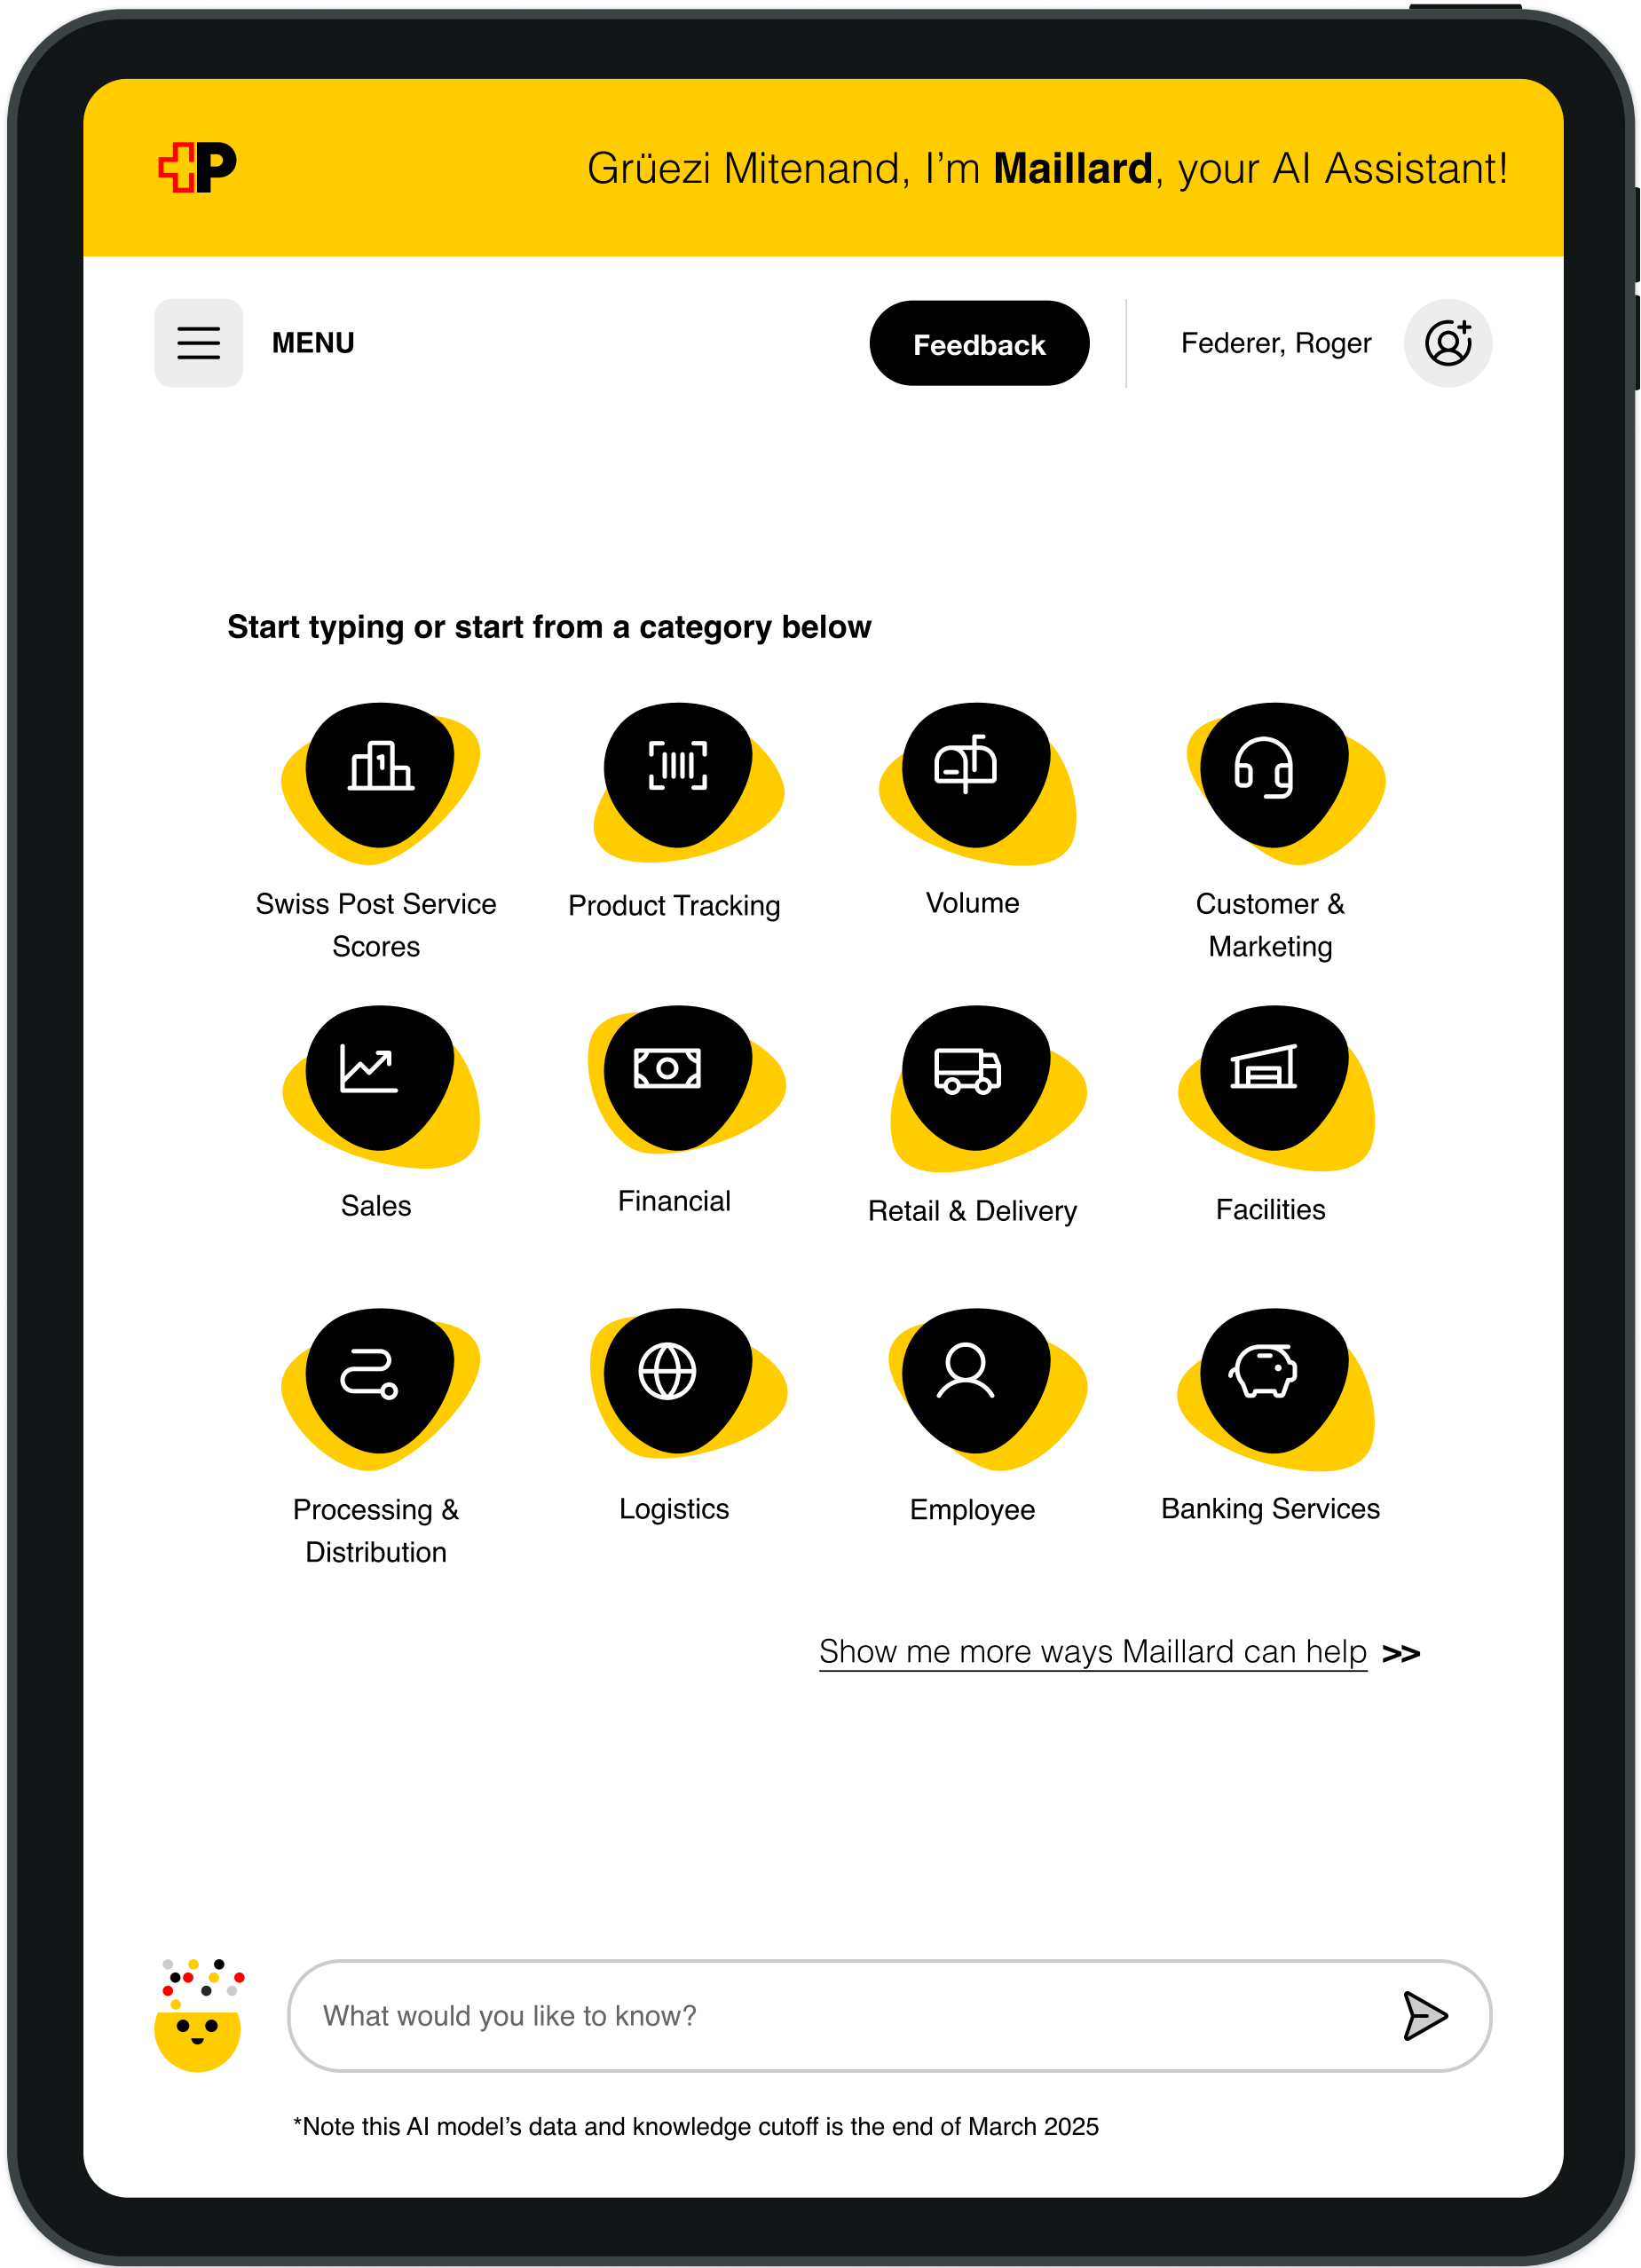 P
Grüezi Mitenand, I’m Maillard, your AI Assistant!
MENU
Feedback
Federer, Roger
Start typing or start from a category below
1
Swiss Post Service
Scores
Product Tracking
Volume
Customer &
Marketing
Sales
Financial
Retail & Delivery
Facilities
Processing &
Distribution
Logistics
Employee
Banking Services
Show me more ways Maillard can help >>
What would you like to know?
*Note this AI model’s data and knowledge cutoff is the end of March 2025